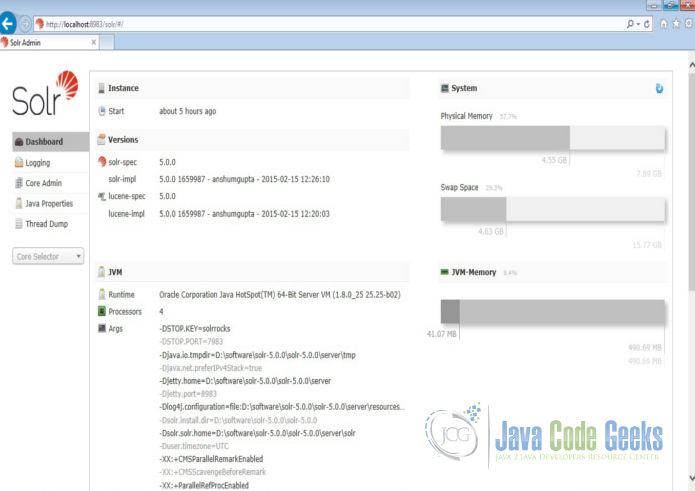 http://localhost:8983/solr/#/
Solr Admin
Solr
Dashboard
Logging
Core Admin
Java Properties
Thread Dump
Core Selector
Instance
Start about 5 hours ago
Versions
solr-spec 5.0.0
solr-impl 5.0.0 1659987 - anshumgupta - 2015-02-15 12:26:10
lucene-spec 5.0.0
lucene-impl 5.0.0 1659987 - anshumgupta - 2015-02-15 12:20:03
JVM
Runtime Oracle Corporation Java HotSpot(TM) 64-Bit Server VM (1.8.0_25 25.25-b02)
Processors 4
Args -DSTOP.KEY=solrrocks
-DSTOP.PORT=7983
-Djava.io.tmpdir=D:\software\solr-5.0.0\solr-5.0.0\server\tmp
-Djava.net.preferIPv4Stack=true
-Djetty.home=D:\software\solr-5.0.0\solr-5.0.0\server
-Djetty.port=8983
-Dlog4j.configuration=file:D:\software\solr-5.0.0\solr-5.0.0\server\resources...
-Dsolr.install.dir=D:\software\solr-5.0.0\solr-5.0.0
-Dsolr.solr.home=D:\software\solr-5.0.0\solr-5.0.0\server\solr
-Duser.timezone=UTC
-XX:+CMSParallelRemarkEnabled
-XX:+CMSScavengeBeforeRemark
-XX:+ParallelRefProcEnabled
System
Physical Memory 57.7%
4.55 GB
7.89 GB
Swap Space 29.3%
4.63 GB
15.77 GB
JVM-Memory 8.4%
41.07 MB
490.69 MB
490.69 MB
JCG
Java Code Geeks
JAVA 2 JAVA DEVELOPERS RESOURCE CENTER